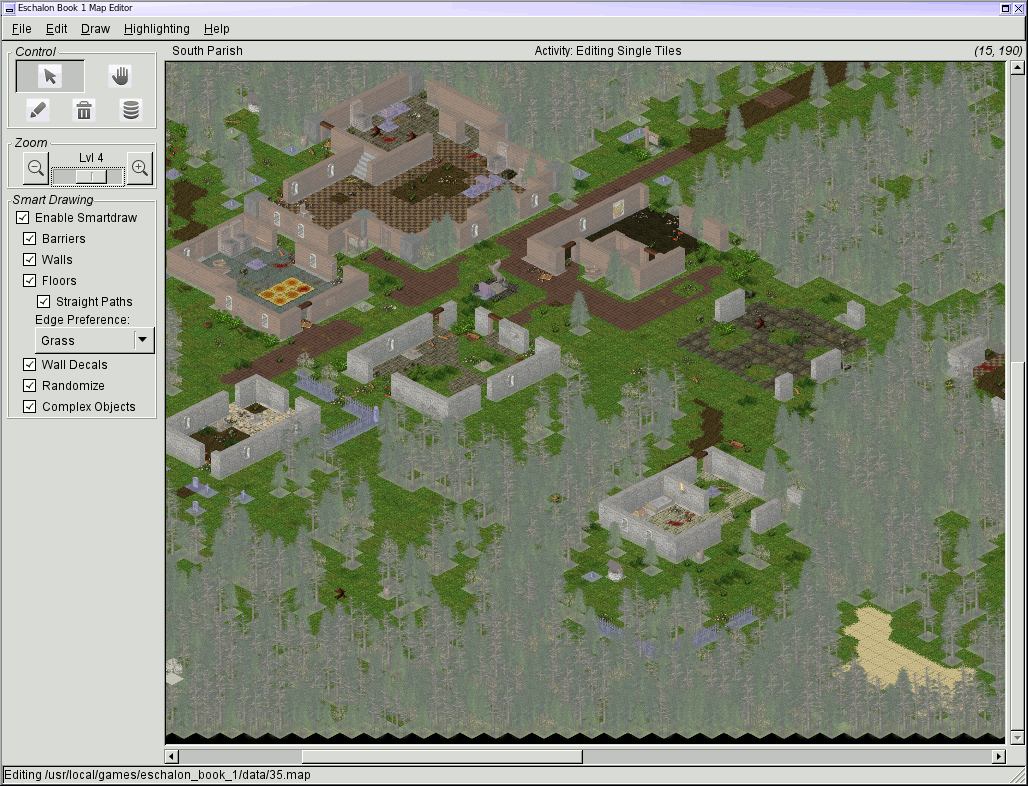 Eschalon Book 1 Map Editor
File Edit Draw Highlighting Help
Control
South Parish Activity: Editing Single Tiles (15, 190)
Zoom
Lvl 4
Smart Drawing
Enable Smartdraw
Barriers
Walls
Floors
Straight Paths
Edge Preference:
Grass
Wall Decals
Randomize
Complex Objects
Editing /usr/local/games/eschalon_book_1/data/35.map